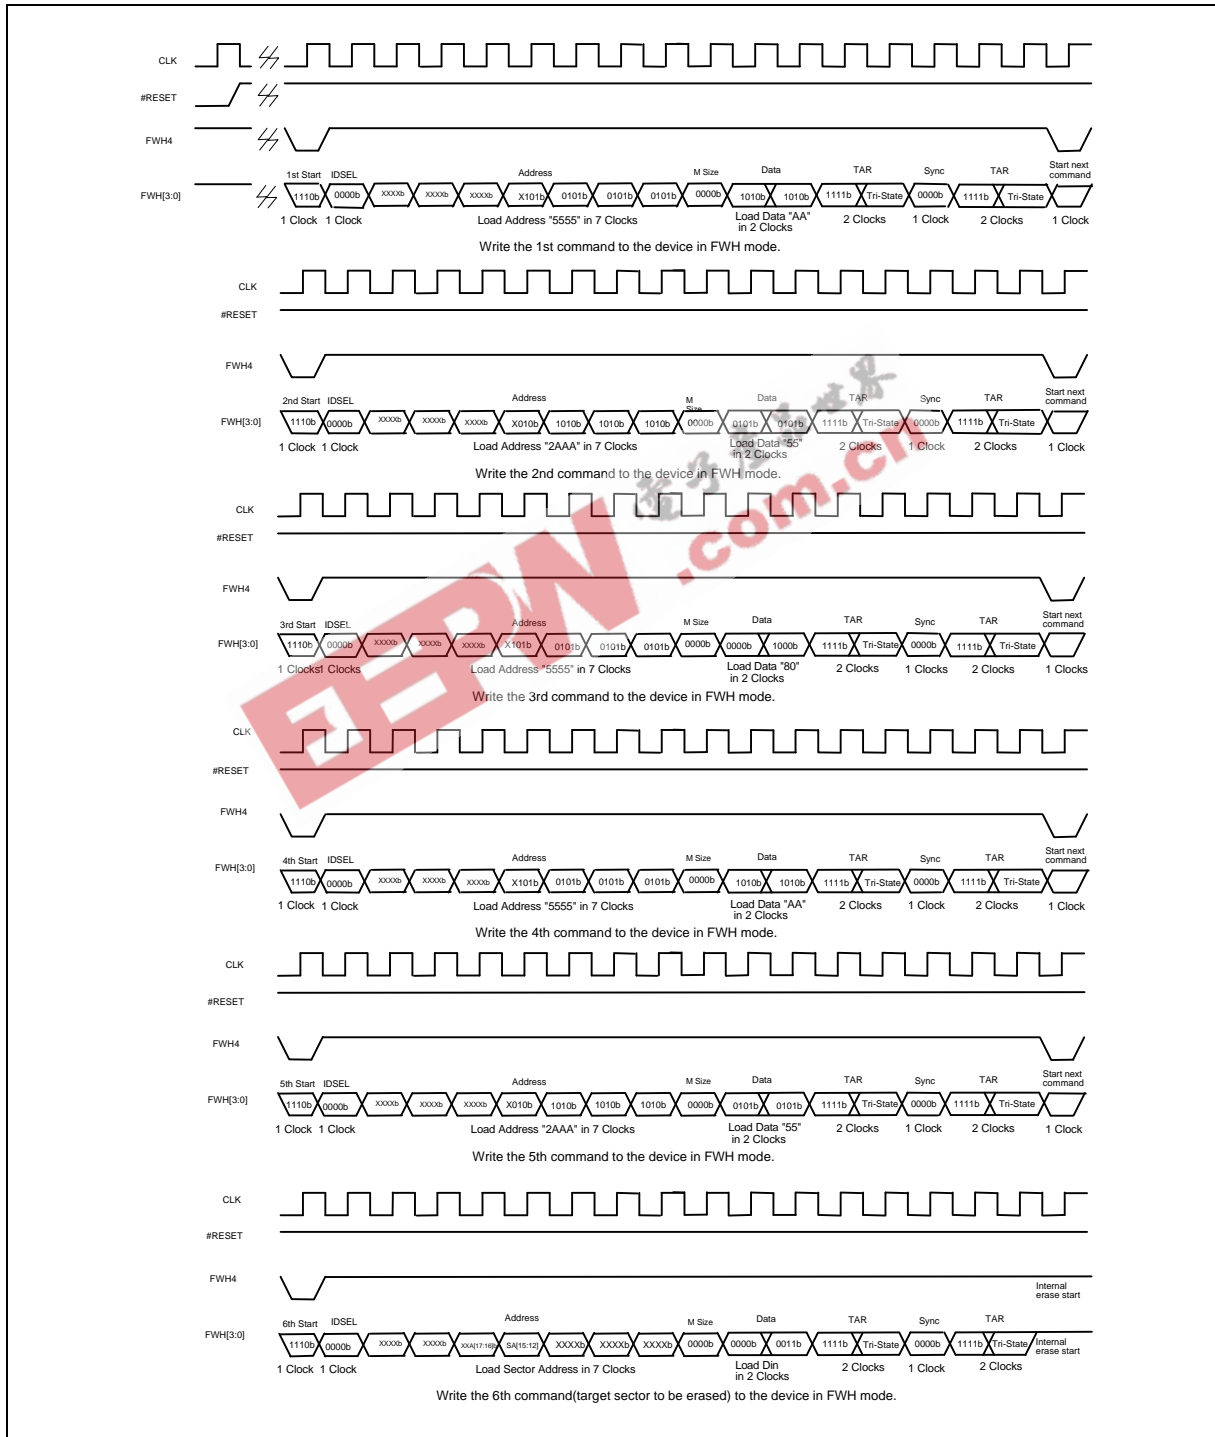 CLK
#RESET
FWH4
1st Start IDSEL Address M Size Data TAR Sync TAR Start next command
FWH[3:0] 1110b 0000b XXXXb XXXXb XXXXb X101b 0101b 0101b 0101b 0000b 1010b 1010b 1111b Tri-State 0000b 1111b Tri-State
1 Clock 1 Clock Load Address "5555" in 7 Clocks Load Data "AA" in 2 Clocks 2 Clocks 1 Clock 2 Clocks 1 Clock
Write the 1st command to the device in FWH mode.
CLK
#RESET
FWH4
2nd Start IDSEL Address M Size Data TAR Sync TAR Start next command
FWH[3:0] 1110b 0000b XXXXb XXXXb XXXXb X010b 1010b 1010b 1010b 0000b 0101b 0101b 1111b Tri-State 0000b 1111b Tri-State
1 Clock 1 Clock Load Address "2AAA" in 7 Clocks Load Data "55" in 2 Clocks 2 Clocks 1 Clock 2 Clocks 1 Clock
Write the 2nd command to the device in FWH mode.
CLK
#RESET
FWH4
3rd Start IDSEL Address M Size Data TAR Sync TAR Start next command
FWH[3:0] 1110b 0000b XXXXb XXXXb XXXXb X101b 0101b 0101b 0101b 0000b 0000b 1000b 1111b Tri-State 0000b 1111b Tri-State
1 Clocks 1 Clocks Load Address "5555" in 7 Clocks Load Data "80" in 2 Clocks 2 Clocks 1 Clocks 2 Clocks 1 Clocks
Write the 3rd command to the device in FWH mode.
CLK
#RESET
FWH4
4th Start IDSEL Address M Size Data TAR Sync TAR Start next command
FWH[3:0] 1110b 0000b XXXXb XXXXb XXXXb X101b 0101b 0101b 0101b 0000b 1010b 1010b 1111b Tri-State 0000b 1111b Tri-State
1 Clock 1 Clock Load Address "5555" in 7 Clocks Load Data "AA" in 2 Clocks 2 Clocks 1 Clock 2 Clocks 1 Clock
Write the 4th command to the device in FWH mode.
CLK
#RESET
FWH4
5th Start IDSEL Address M Size Data TAR Sync TAR Start next command
FWH[3:0] 1110b 0000b XXXXb XXXXb XXXXb X010b 1010b 1010b 1010b 0000b 0101b 0101b 1111b Tri-State 0000b 1111b Tri-State
1 Clock 1 Clock Load Address "2AAA" in 7 Clocks Load Data "55" in 2 Clocks 2 Clocks 1 Clock 2 Clocks 1 Clock
Write the 5th command to the device in FWH mode.
CLK
#RESET
FWH4 Internal erase start
6th Start IDSEL Address M Size Data TAR Sync TAR
FWH[3:0] 1110b 0000b XXXXb XXXXb XXA[17:16]b SA[15:12] XXXXb XXXXb XXXXb 0000b 0000b 0011b 1111b Tri-State 0000b 1111b Tri-State Internal erase start
1 Clock 1 Clock Load Sector Address in 7 Clocks Load Din in 2 Clocks 2 Clocks 1 Clock 2 Clocks
Write the 6th command(target sector to be erased) to the device in FWH mode.
EEPW .com.cn
电子产品世界